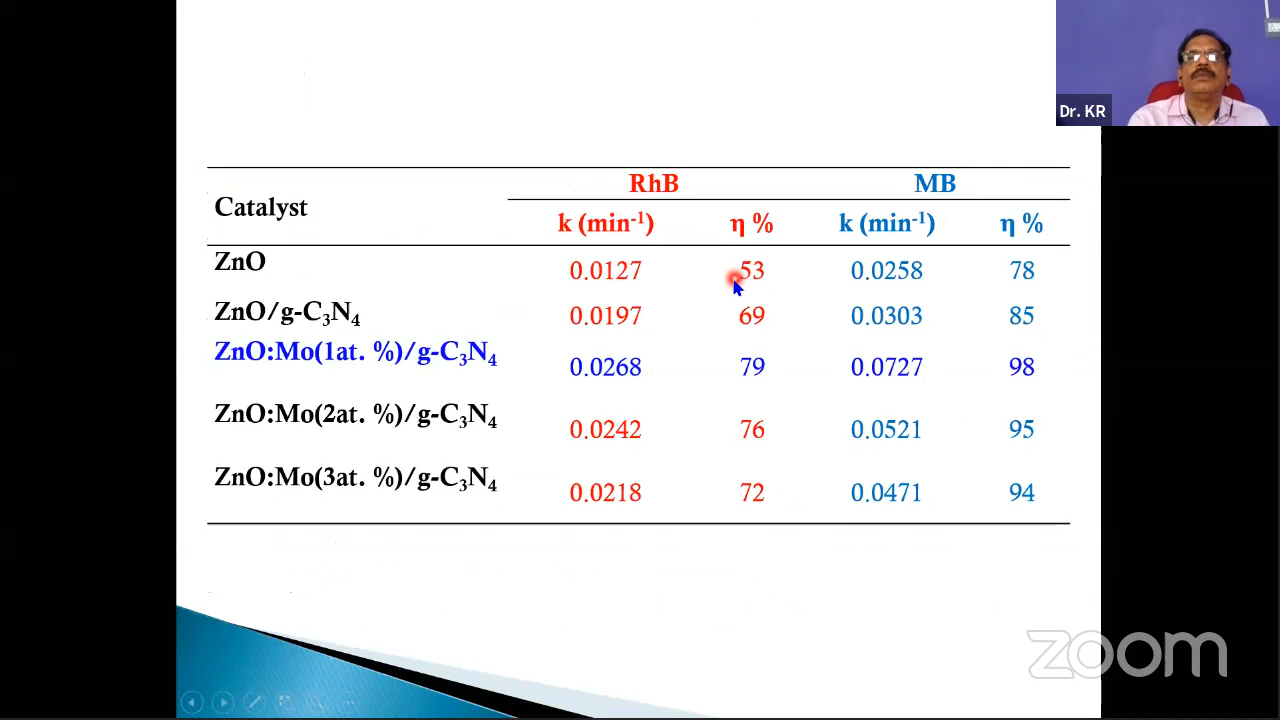 Dr. KR
RhB MB
Catalyst
k (min⁻¹) η % k (min⁻¹) η %
ZnO 0.0127 53 0.0258 78
ZnO/g-C₃N₄ 0.0197 69 0.0303 85
ZnO:Mo(1at. %)/g-C₃N₄ 0.0268 79 0.0727 98
ZnO:Mo(2at. %)/g-C₃N₄ 0.0242 76 0.0521 95
ZnO:Mo(3at. %)/g-C₃N₄ 0.0218 72 0.0471 94
zoom